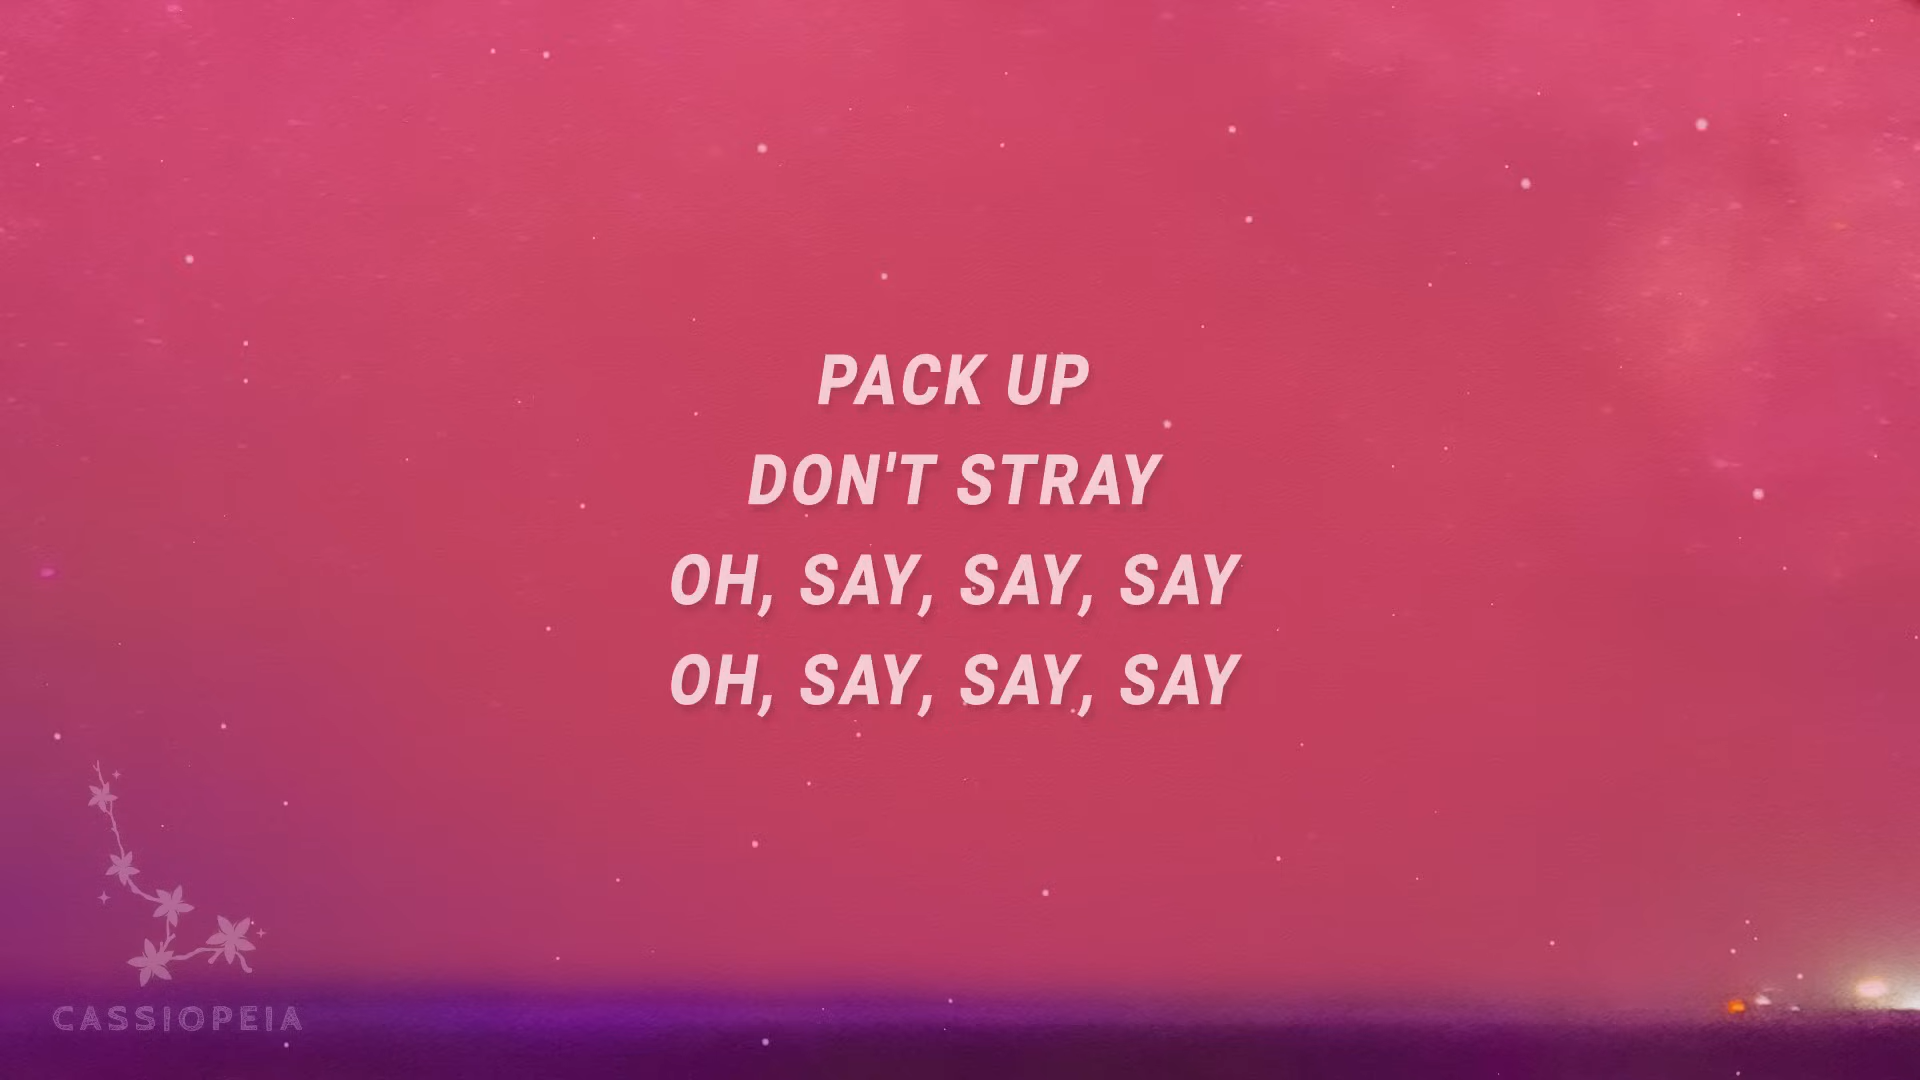 PACK UP
DON'T STRAY
OH, SAY, SAY, SAY
OH, SAY, SAY, SAY
CASSIOPEIA